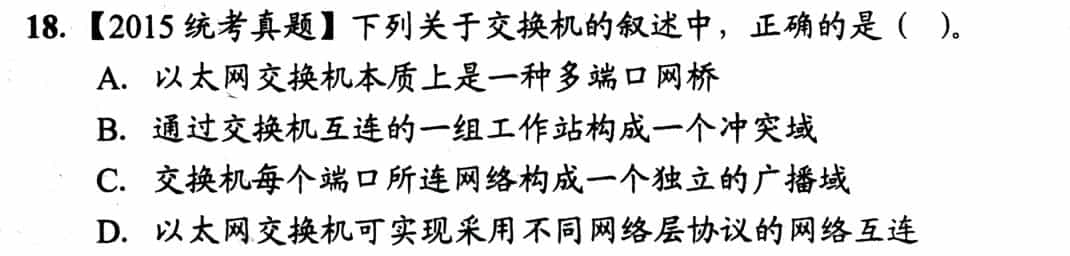 18. 【2015 统考真题】下列关于交换机的叙述中，正确的是（ ）。
A. 以太网交换机本质上是一种多端口网桥
B. 通过交换机互连的一组工作站构成一个冲突域
C. 交换机每个端口所连网络构成一个独立的广播域
D. 以太网交换机可实现采用不同网络层协议的网络互连